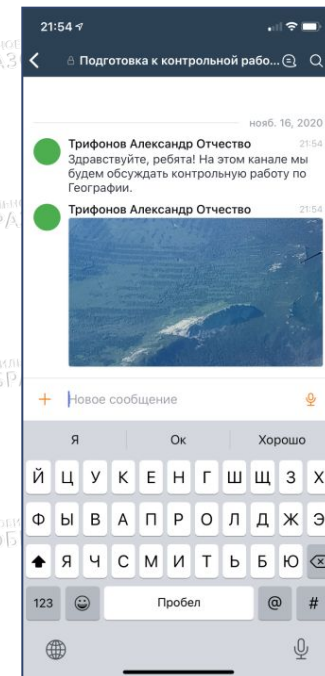 21:54
Подготовка к контрольной рабо...
нояб. 16, 2020
Трифонов Александр Отчество 21:54
Здравствуйте, ребята! На этом канале мы
будем обсуждать контрольную работу по
Географии.
Трифонов Александр Отчество 21:54
+ Новое сообщение
Я Ок Хорошо
Й Ц У К Е Н Г Ш Щ З Х
Ф Ы В А П Р О Л Д Ж Э
Я Ч С М И Т Ь Б Ю
123 Пробел @ #